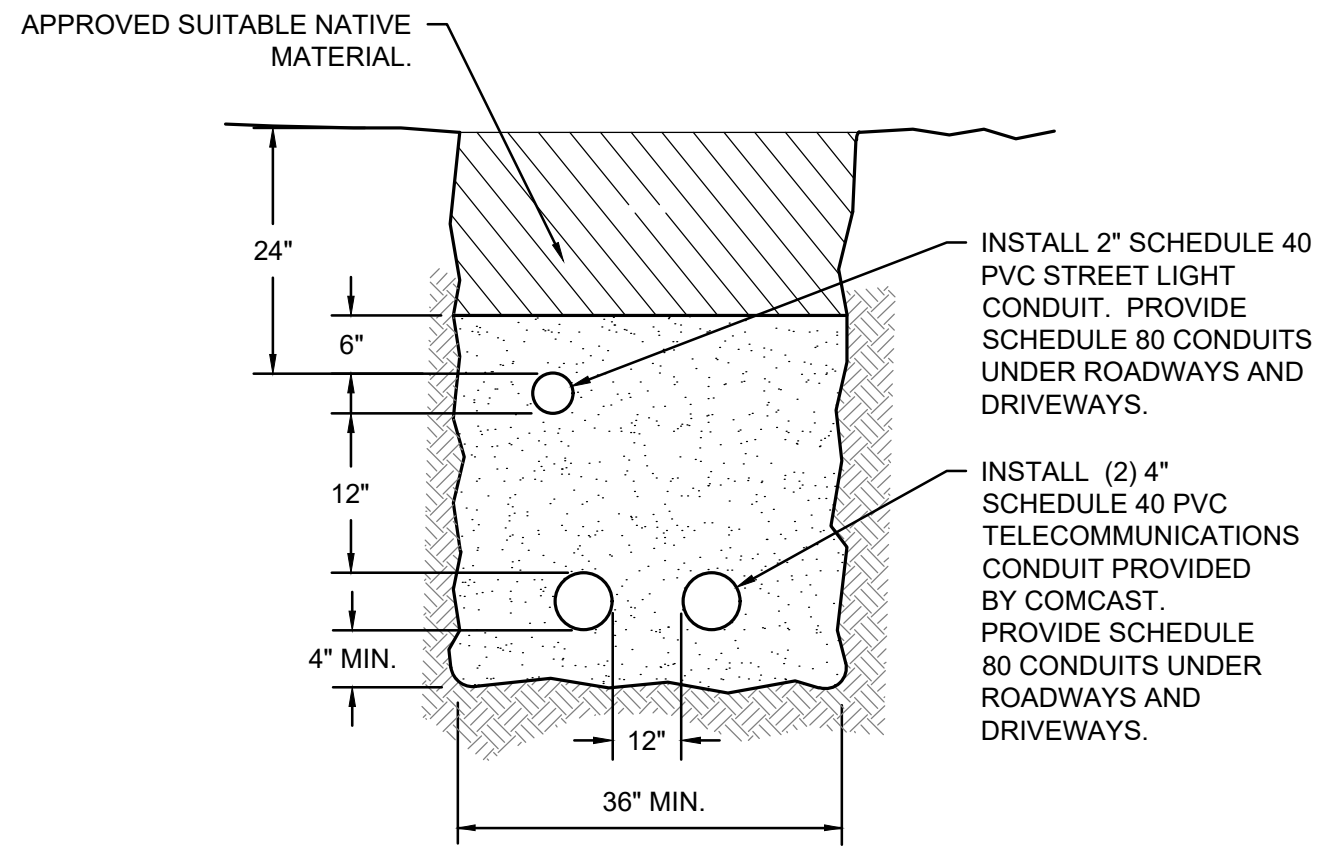 APPROVED SUITABLE NATIVE
MATERIAL.
24"
6"
12"
4" MIN.
12"
36" MIN.
INSTALL 2" SCHEDULE 40
PVC STREET LIGHT
CONDUIT. PROVIDE
SCHEDULE 80 CONDUITS
UNDER ROADWAYS AND
DRIVEWAYS.
INSTALL (2) 4"
SCHEDULE 40 PVC
TELECOMMUNICATIONS
CONDUIT PROVIDED
BY COMCAST.
PROVIDE SCHEDULE
80 CONDUITS UNDER
ROADWAYS AND
DRIVEWAYS.